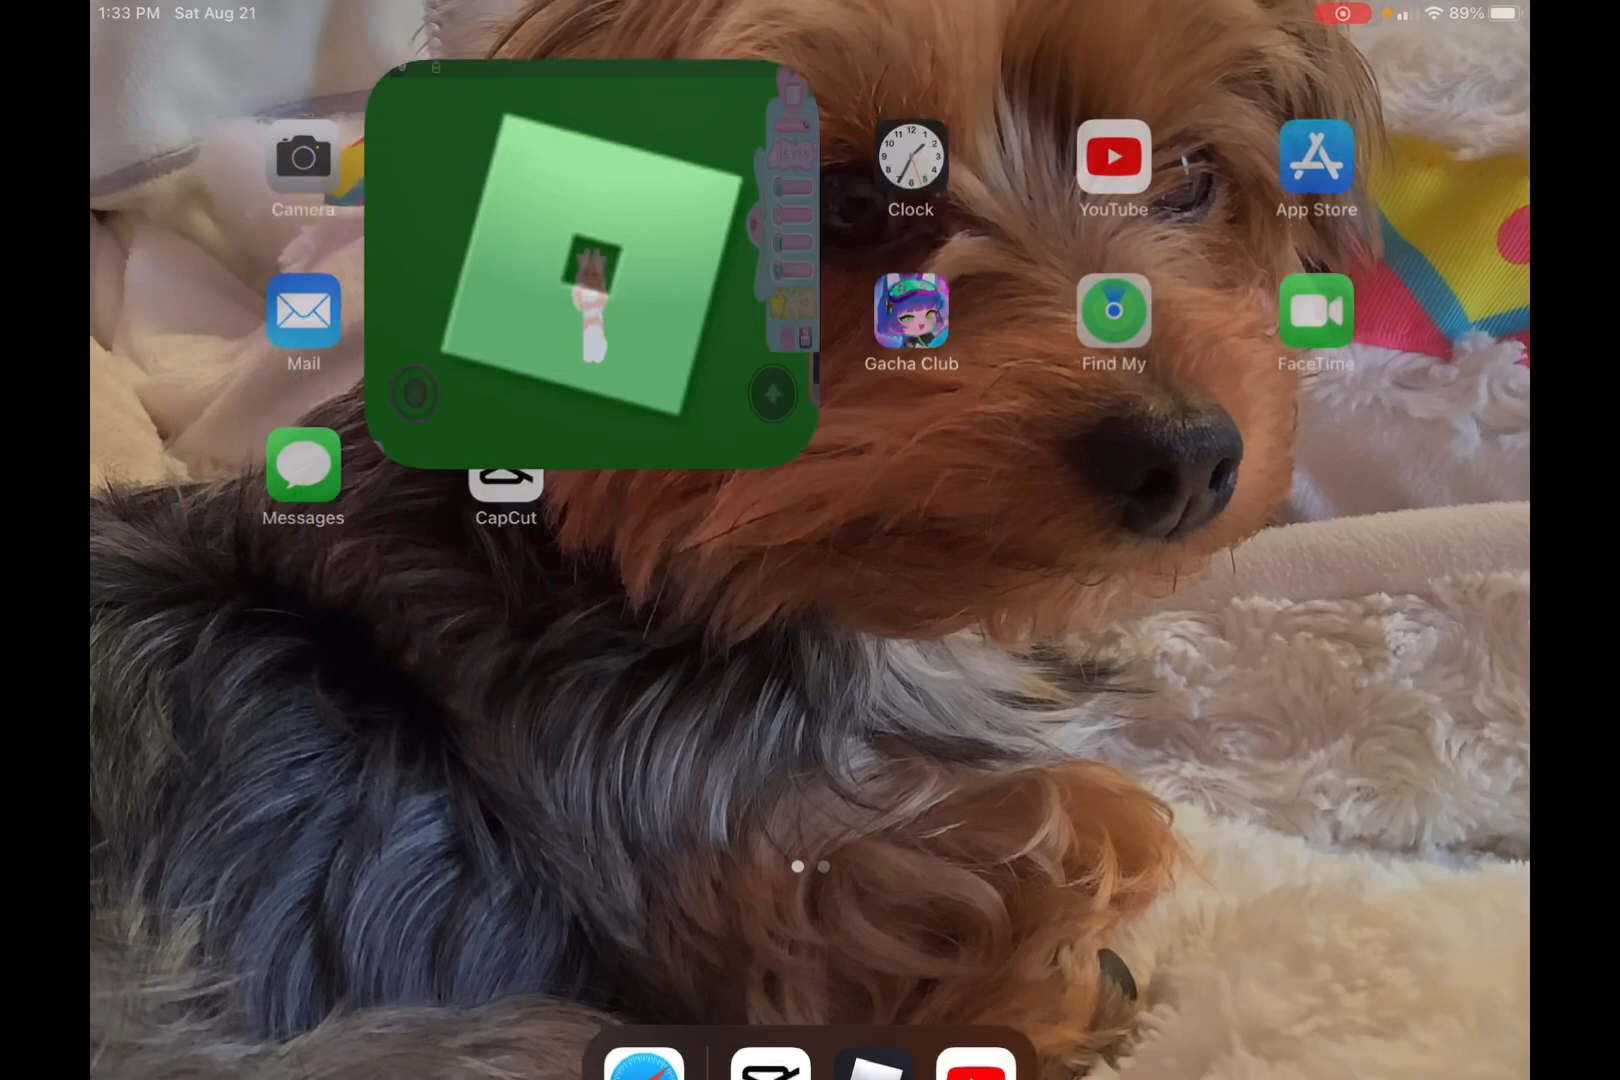 1:33 PM Sat Aug 21
89%
Camera
Clock
YouTube
App Store
Mail
Gacha Club
Find My
FaceTime
Messages
CapCut